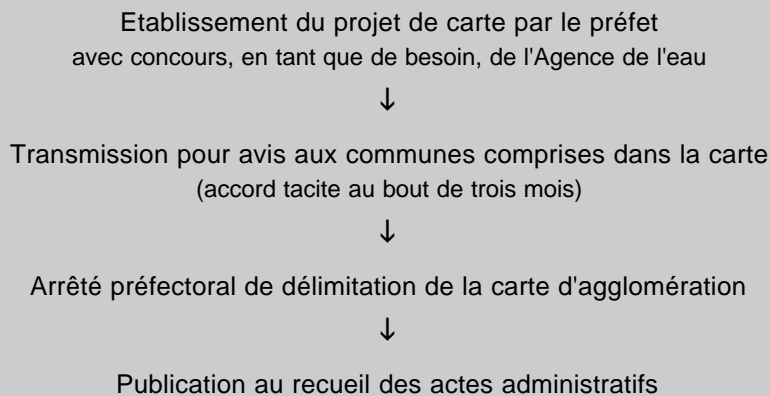 Etablissement du projet de carte par le préfet
avec concours, en tant que de besoin, de l'Agence de l'eau
↓
Transmission pour avis aux communes comprises dans la carte
(accord tacite au bout de trois mois)
↓
Arrêté préfectoral de délimitation de la carte d'agglomération
↓
Publication au recueil des actes administratifs